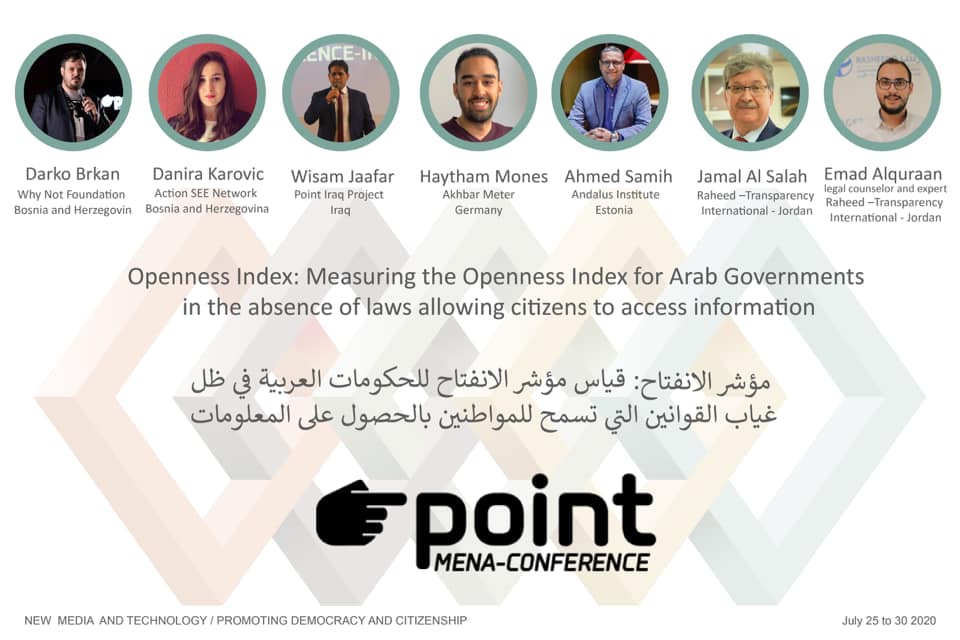 Darko Brkan
Why Not Foundation
Bosnia and Herzegovin
Danira Karovic
Action SEE Network
Bosnia and Herzegovina
Wisam Jaafar
Point Iraq Project
Iraq
Haytham Mones
Akhbar Meter
Germany
Ahmed Samih
Andalus Institute
Estonia
Jamal Al Salah
Raheed –Transparency
International - Jordan
Emad Alquraan
legal counselor and expert
Raheed –Transparency
International - Jordan
Openness Index: Measuring the Openness Index for Arab Governments
in the absence of laws allowing citizens to access information
مؤشر الانفتاح: قياس مؤشر الانفتاح للحكومات العربية في ظل
غياب القوانين التي تسمح للمواطنين بالحصول على المعلومات
point
MENA-CONFERENCE
NEW MEDIA AND TECHNOLOGY / PROMOTING DEMOCRACY AND CITIZENSHIP
July 25 to 30 2020